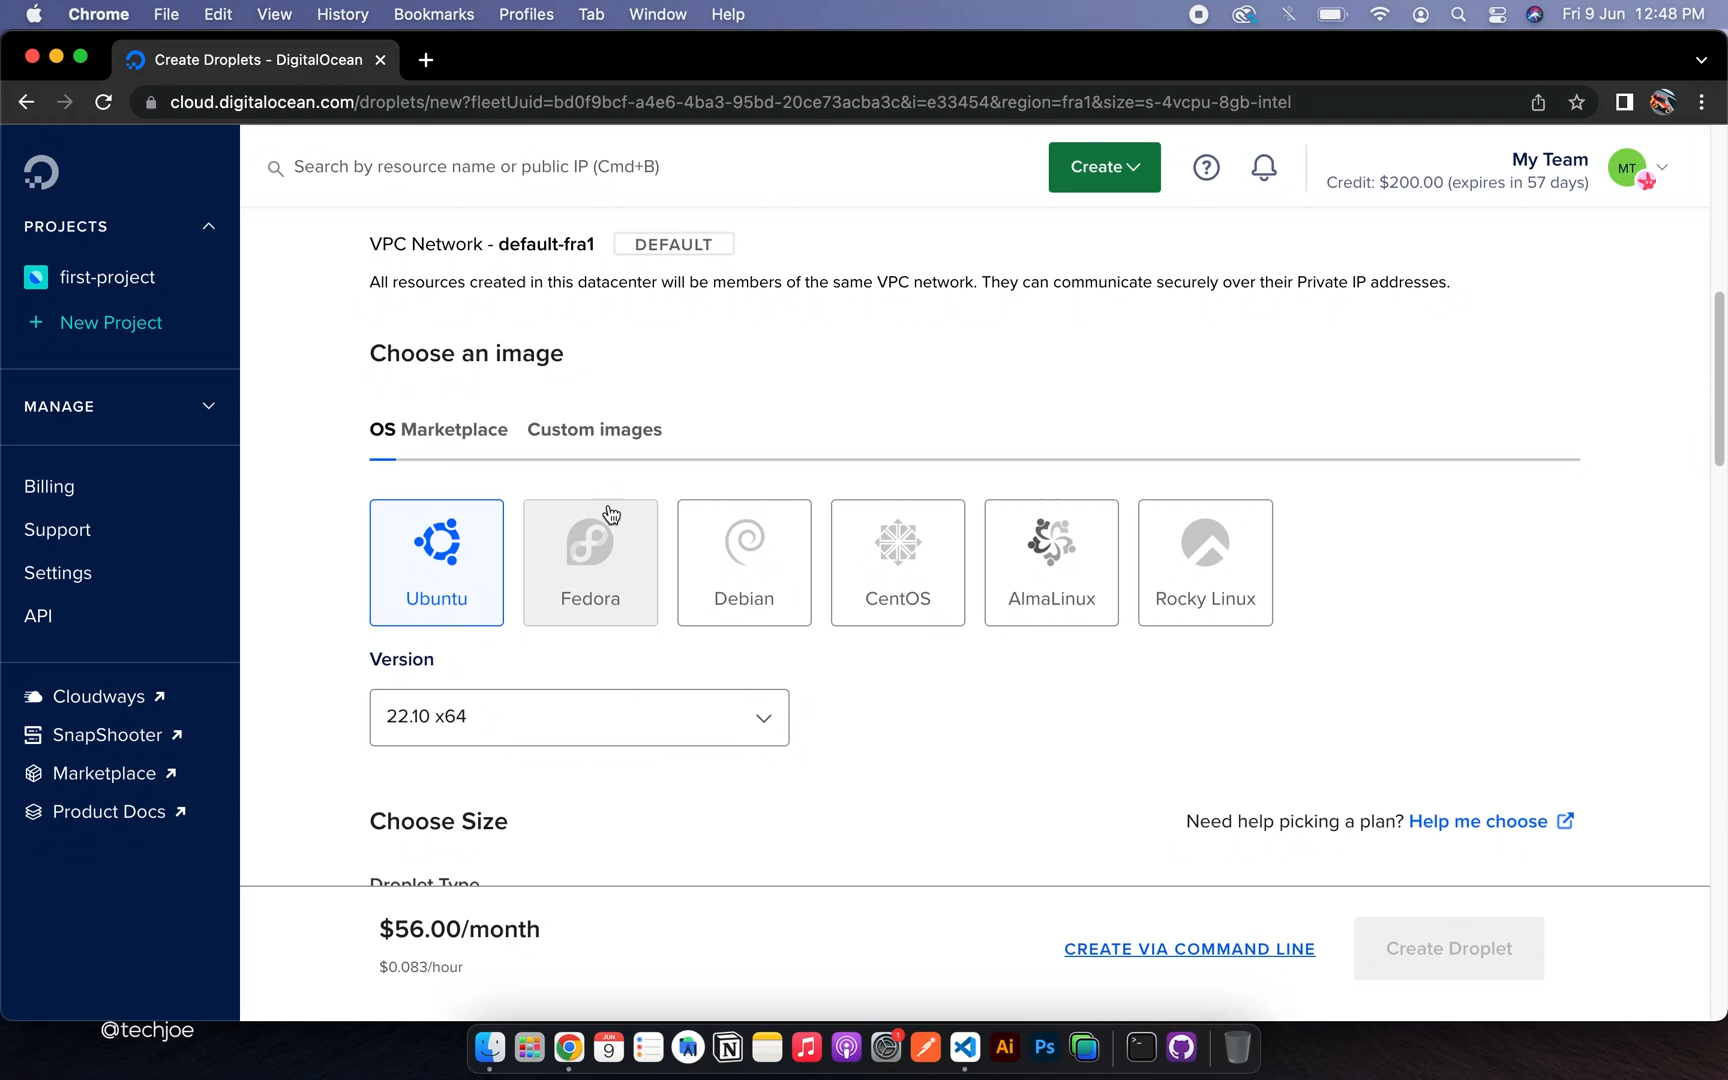 Chrome File Edit View History Bookmarks Profiles Tab Window Help Fri 9 Jun 12:48 PM
Create Droplets - DigitalOcean
cloud.digitalocean.com/droplets/new?fleetUuid=bd0f9bcf-a4e6-4ba3-95bd-20ce73acba3c&i=e33454&region=fra1&size=s-4vcpu-8gb-intel
Search by resource name or public IP (Cmd+B)
Create
My Team
Credit: $200.00 (expires in 57 days)
MT
PROJECTS
first-project
+ New Project
MANAGE
Billing
Support
Settings
API
Cloudways
SnapShooter
Marketplace
Product Docs
VPC Network - default-fra1 DEFAULT
All resources created in this datacenter will be members of the same VPC network. They can communicate securely over their Private IP addresses.
Choose an image
OS Marketplace Custom images
Ubuntu Fedora Debian CentOS AlmaLinux Rocky Linux
Version
22.10 x64
Choose Size
Need help picking a plan? Help me choose
Droplet Type
$56.00/month
$0.083/hour
CREATE VIA COMMAND LINE
Create Droplet
@techjoe
JUN
9
1
Ai
Ps